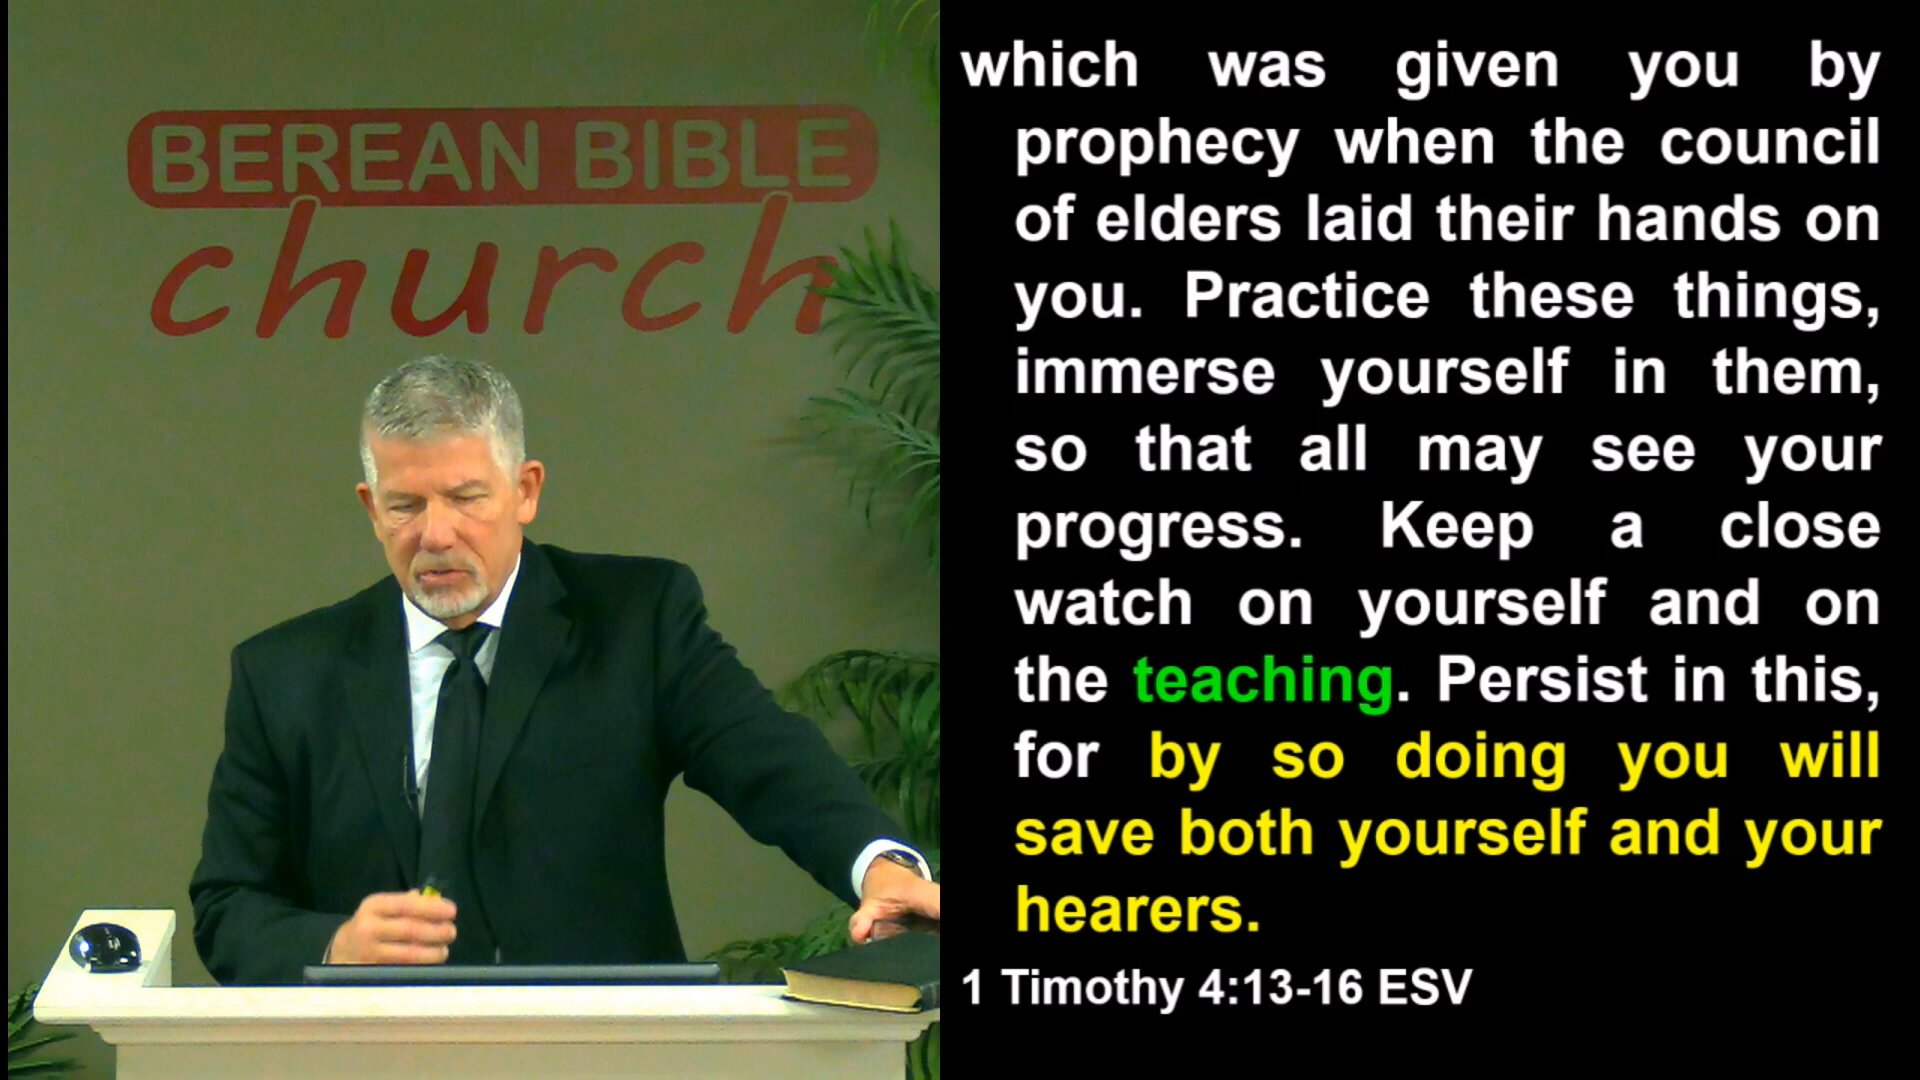 BEREAN BIBLE
church
which was given you by
prophecy when the council
of elders laid their hands on
you. Practice these things,
immerse yourself in them,
so that all may see your
progress. Keep a close
watch on yourself and on
the teaching. Persist in this,
for by so doing you will
save both yourself and your
hearers.
1 Timothy 4:13-16 ESV